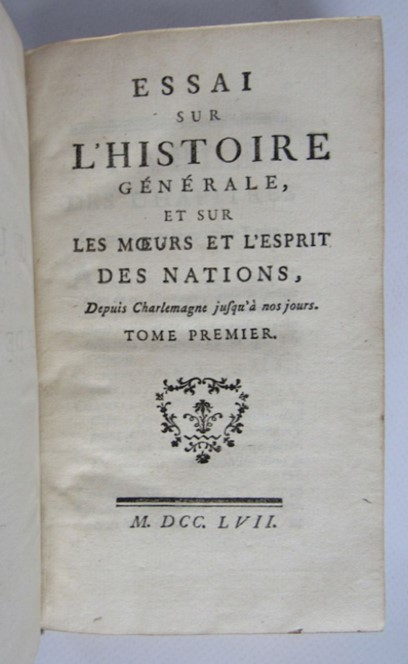 ESSAI
SUR
L'HISTOIRE
GÉNÉRALE,
ET SUR
LES MŒURS ET L'ESPRIT
DES NATIONS,
Depuis Charlemagne juſqu'à nos jours.
TOME PREMIER.
M. DCC. LVII.